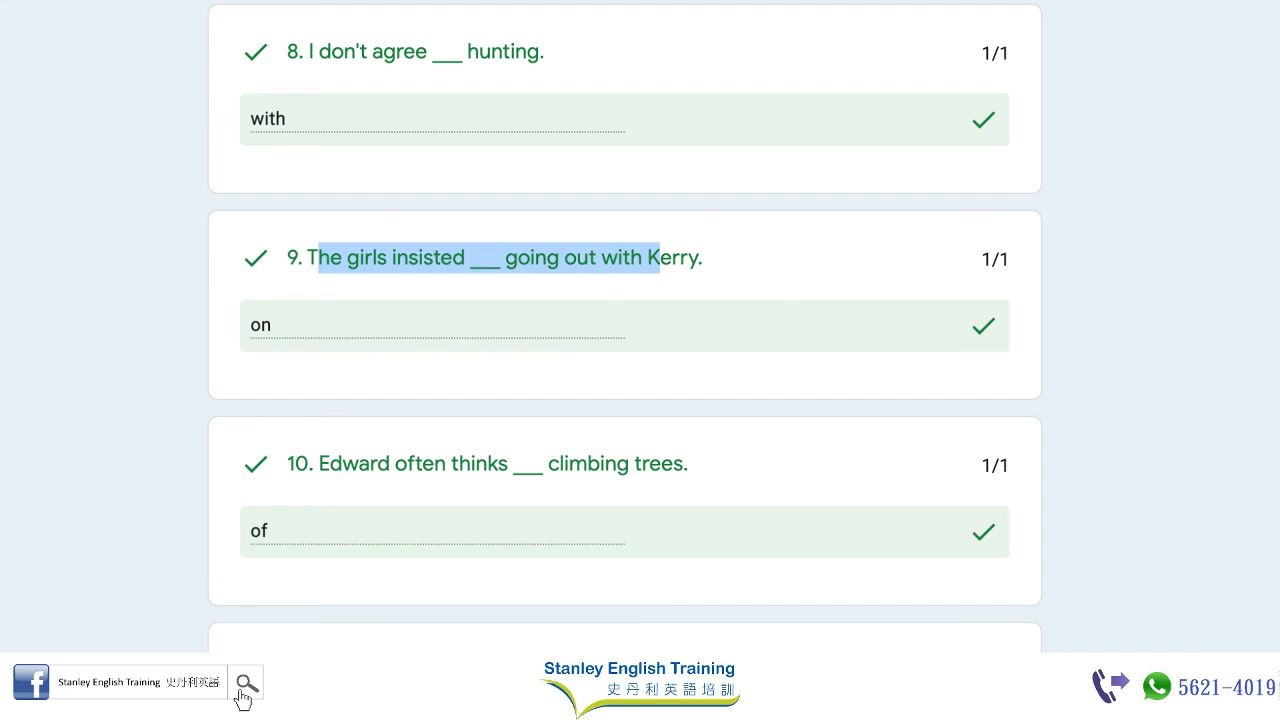 8. I don't agree ___ hunting.
1/1
with
9. The girls insisted ___ going out with Kerry.
1/1
on
10. Edward often thinks ___ climbing trees.
1/1
of
Stanley English Training 史丹利英語
Stanley English Training
史丹利英語培訓
5621-4019